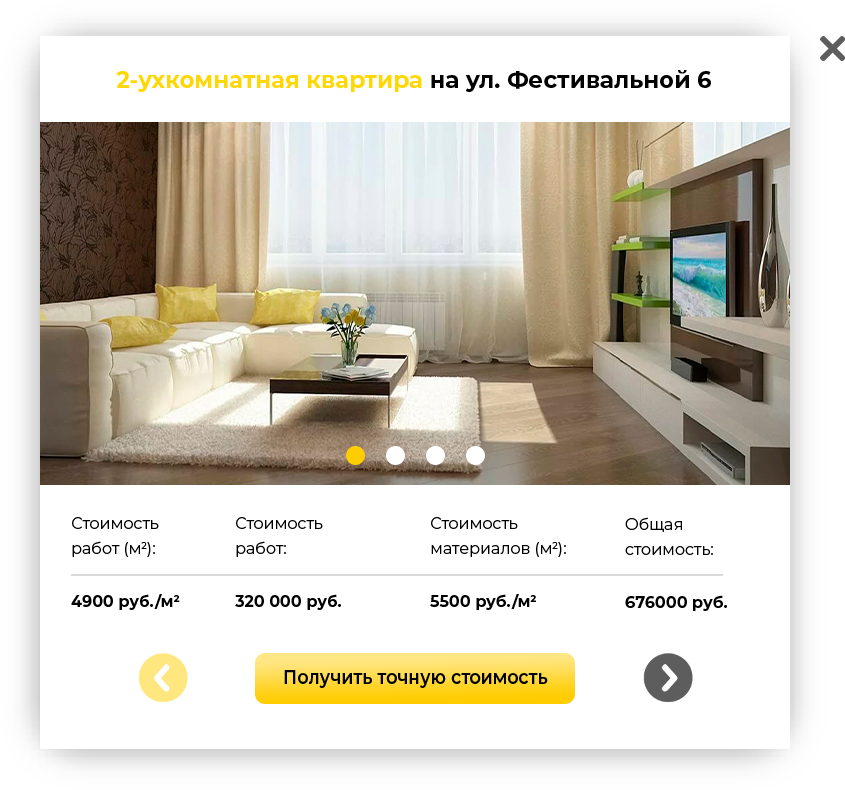 2-ухкомнатная квартира на ул. Фестивальной 6
Стоимость
работ (м²):
Стоимость
работ:
Стоимость
материалов (м²):
Общая
стоимость:
4900 руб./м²
320 000 руб.
5500 руб./м²
676000 руб.
Получить точную стоимость